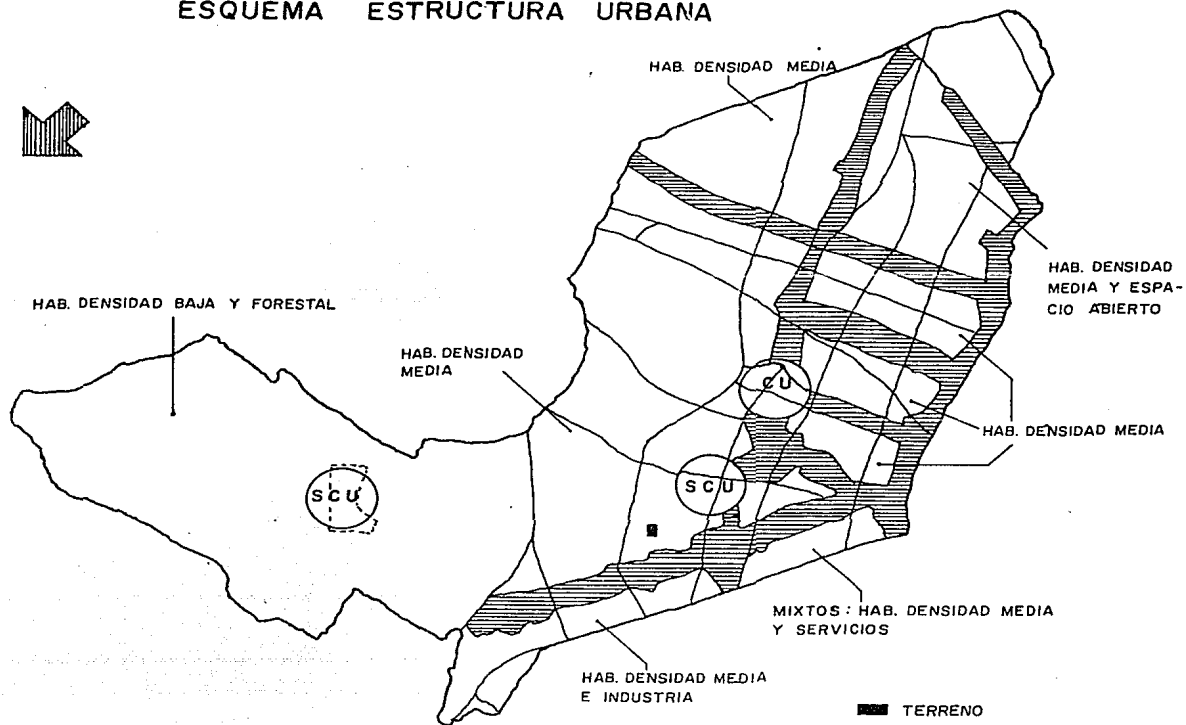 ESQUEMA ESTRUCTURA URBANA
HAB. DENSIDAD MEDIA
HAB. DENSIDAD
MEDIA Y ESPA-
CIO ABIERTO
HAB. DENSIDAD BAJA Y FORESTAL
HAB. DENSIDAD
MEDIA
CU
HAB. DENSIDAD MEDIA
SCU
SCU
MIXTOS: HAB. DENSIDAD MEDIA
Y SERVICIOS
HAB. DENSIDAD MEDIA
E INDUSTRIA
TERRENO